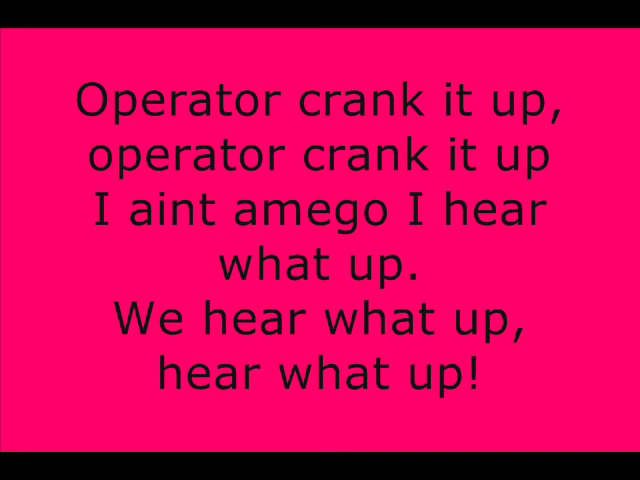 Operator crank it up,
operator crank it up
I aint amego I hear
what up.
We hear what up,
hear what up!